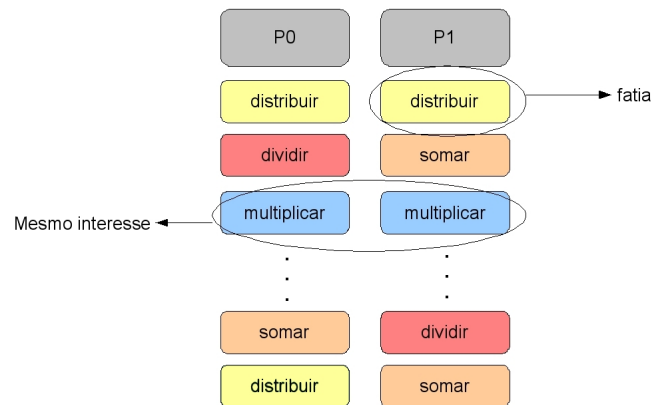 P0 P1
distribuir distribuir fatia
dividir somar
Mesmo interesse multiplicar multiplicar
somar dividir
distribuir somar